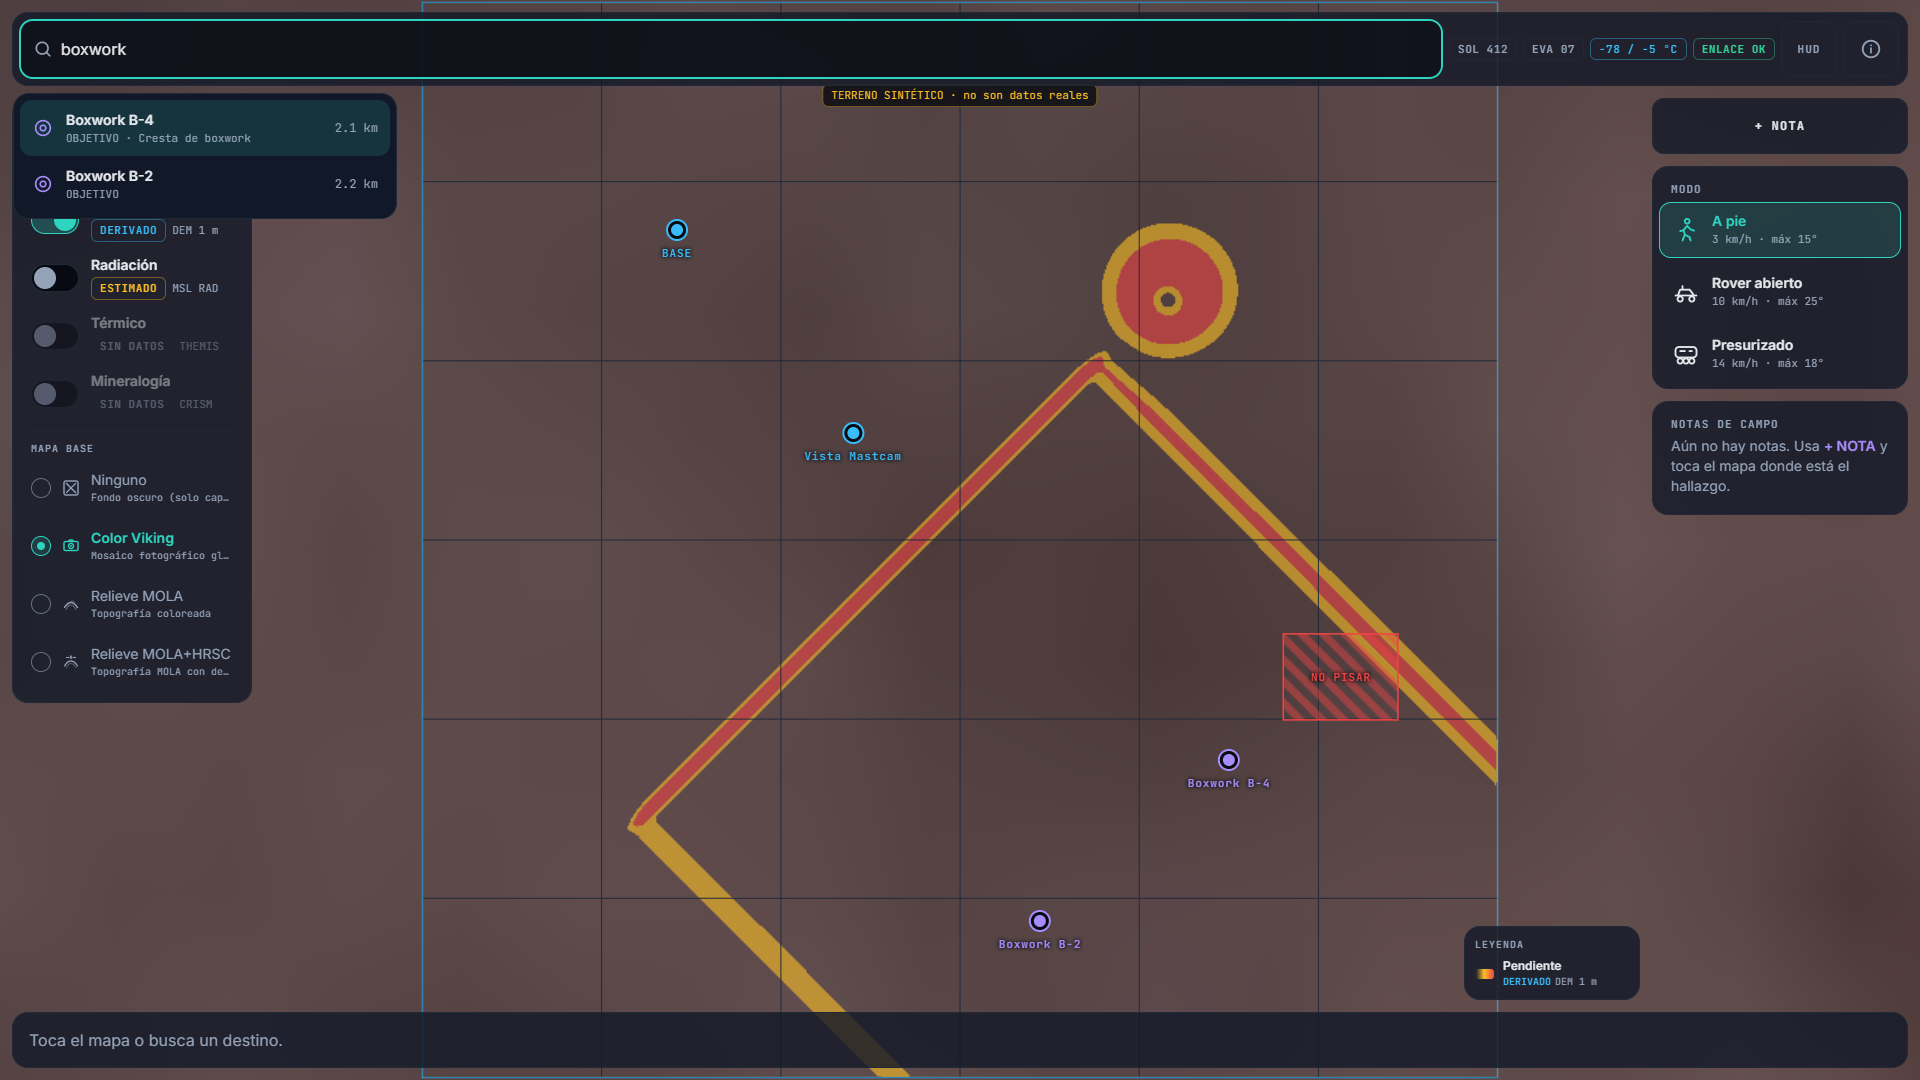 boxwork
SOL 412
EVA 07
-78 / -5 °C
ENLACE OK
HUD
TERRENO SINTÉTICO · no son datos reales
Boxwork B-4
2.1 km
OBJETIVO · Cresta de boxwork
Boxwork B-2
2.2 km
OBJETIVO
DERIVADO DEM 1 m
Radiación
ESTIMADO MSL RAD
Térmico
SIN DATOS THEMIS
Mineralogía
SIN DATOS CRISM
MAPA BASE
Ninguno
Fondo oscuro (solo cap…
Color Viking
Mosaico fotográfico gl…
Relieve MOLA
Topografía coloreada
Relieve MOLA+HRSC
Topografía MOLA con de…
BASE
Vista Mastcam
NO PISAR
Boxwork B-4
Boxwork B-2
+ NOTA
MODO
A pie
3 km/h · máx 15°
Rover abierto
10 km/h · máx 25°
Presurizado
14 km/h · máx 18°
NOTAS DE CAMPO
Aún no hay notas. Usa + NOTA y
toca el mapa donde está el
hallazgo.
LEYENDA
Pendiente
DERIVADO DEM 1 m
Toca el mapa o busca un destino.